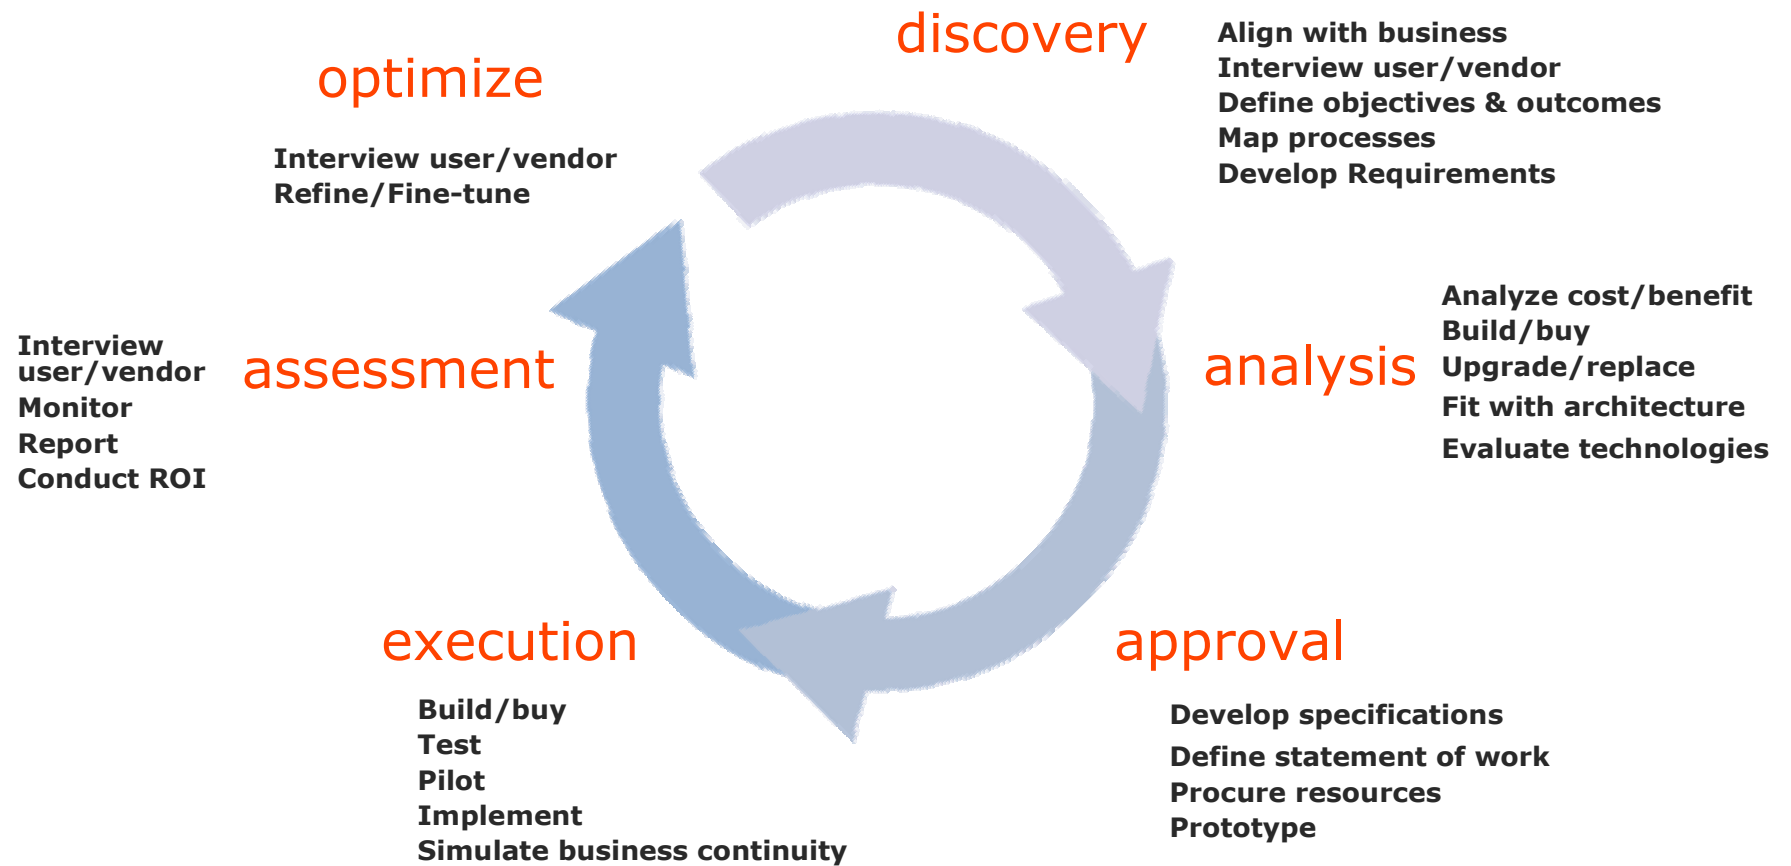 discovery
Align with business
Interview user/vendor
Define objectives & outcomes
Map processes
Develop Requirements
analysis
Analyze cost/benefit
Build/buy
Upgrade/replace
Fit with architecture
Evaluate technologies
approval
Develop specifications
Define statement of work
Procure resources
Prototype
execution
Build/buy
Test
Pilot
Implement
Simulate business continuity
assessment
Interview
user/vendor
Monitor
Report
Conduct ROI
optimize
Interview user/vendor
Refine/Fine-tune